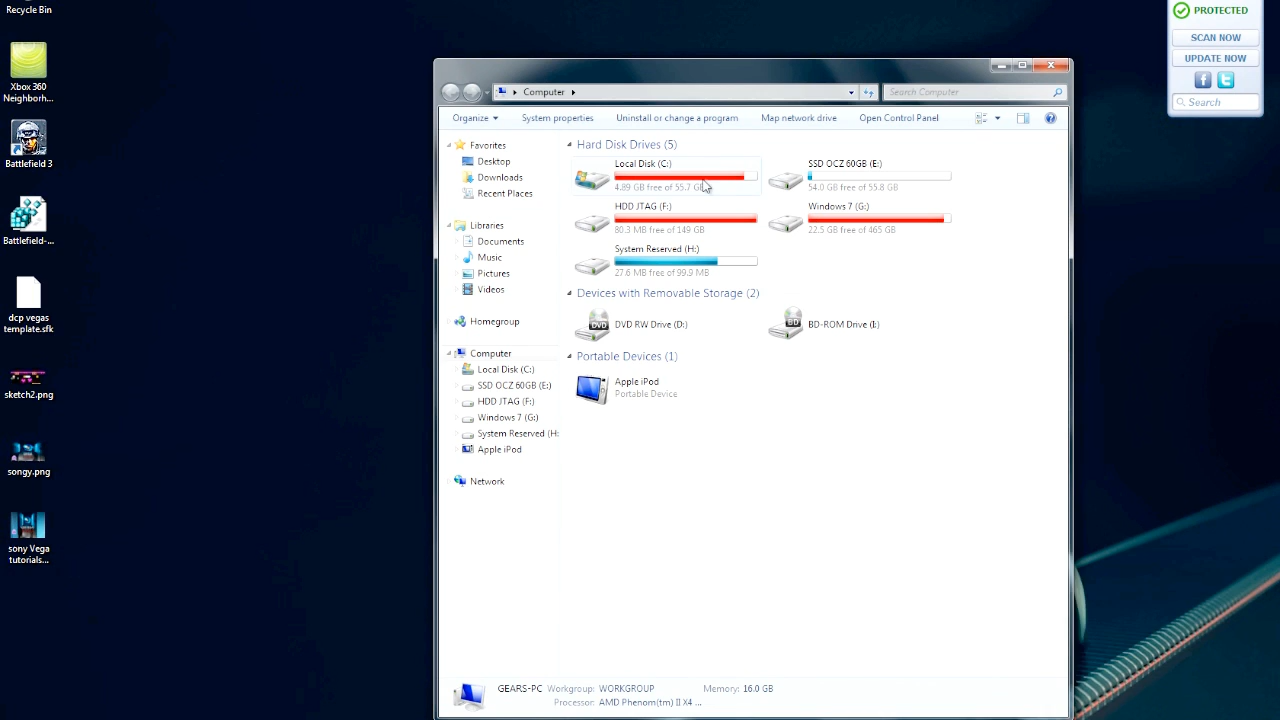 Recycle Bin
Xbox 360
Neighborh...
Battlefield 3
Battlefield-...
dcp vegas
template.sfk
sketch2.png
songy.png
sony Vega
tutorials...
PROTECTED
SCAN NOW
UPDATE NOW
Search
Computer
Search Computer
Organize
System properties
Uninstall or change a program
Map network drive
Open Control Panel
Favorites
Desktop
Downloads
Recent Places
Libraries
Documents
Music
Pictures
Videos
Homegroup
Computer
Local Disk (C:)
SSD OCZ 60GB (E:)
HDD JTAG (F:)
Windows 7 (G:)
System Reserved (H:
Apple iPod
Network
Hard Disk Drives (5)
Local Disk (C:)
4.89 GB free of 55.7 GB
SSD OCZ 60GB (E:)
54.0 GB free of 55.8 GB
HDD JTAG (F:)
80.3 MB free of 149 GB
Windows 7 (G:)
22.5 GB free of 465 GB
System Reserved (H:)
27.6 MB free of 99.9 MB
Devices with Removable Storage (2)
DVD RW Drive (D:)
BD-ROM Drive (I:)
Portable Devices (1)
Apple iPod
Portable Device
GEARS-PC Workgroup: WORKGROUP Memory: 16.0 GB
Processor: AMD Phenom(tm) II X4 ...